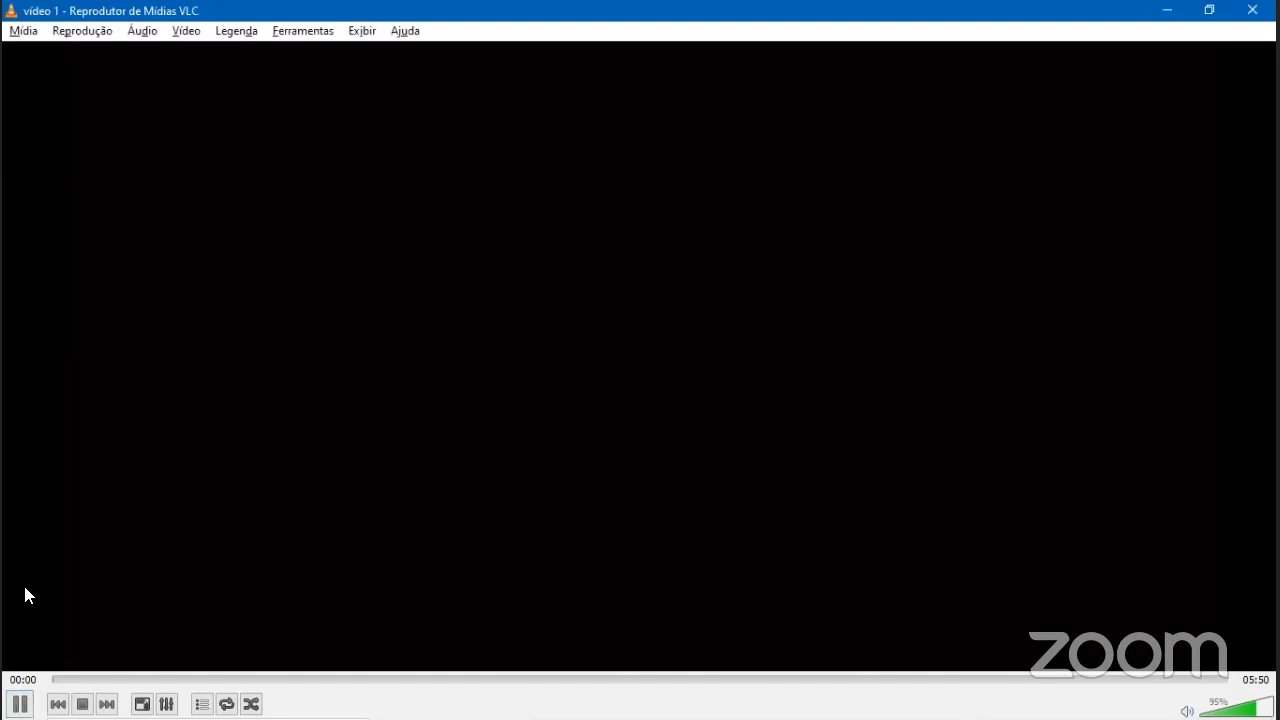 vídeo 1 - Reprodutor de Mídias VLC
Mídia Reprodução Áudio Vídeo Legenda Ferramentas Exibir Ajuda
zoom
00:00 05:50
95%